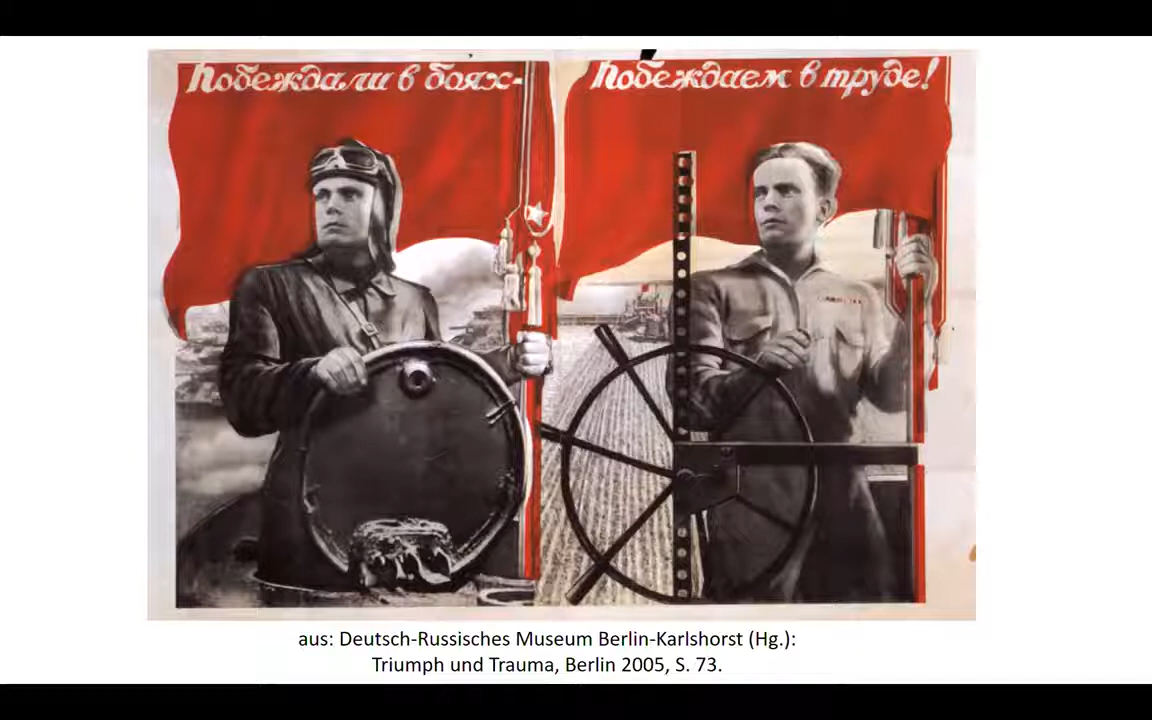 Побеждали в боях-
Побеждаем в труде!
aus: Deutsch-Russisches Museum Berlin-Karlshorst (Hg.):
Triumph und Trauma, Berlin 2005, S. 73.